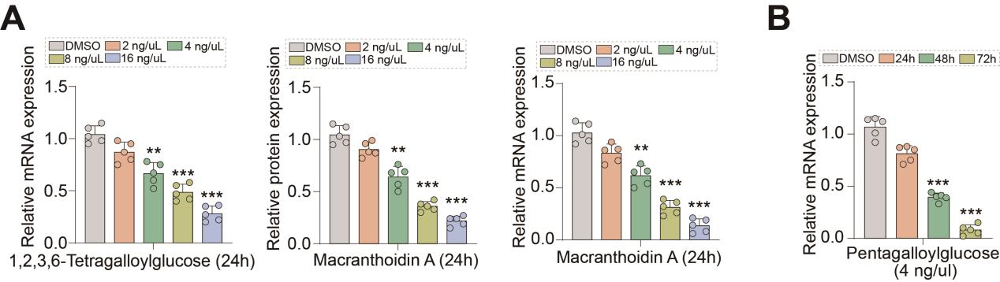 A
B
DMSO 2 ng/uL 4 ng/uL
8 ng/uL 16 ng/uL
Relative mRNA expression
1.5
1.0
0.5
0.0
**
***
***
1,2,3,6-Tetragalloylglucose (24h)
DMSO 2 ng/uL 4 ng/uL
8 ng/uL 16 ng/uL
Relative protein expression
1.5
1.0
0.5
0.0
**
***
***
Macranthoidin A (24h)
DMSO 2 ng/uL 4 ng/uL
8 ng/uL 16 ng/uL
Relative mRNA expression
1.5
1.0
0.5
0.0
**
***
***
Macranthoidin A (24h)
DMSO 24h 48h 72h
Relative mRNA expression
1.5
1.0
0.5
0.0
***
***
Pentagalloylglucose
(4 ng/ul)